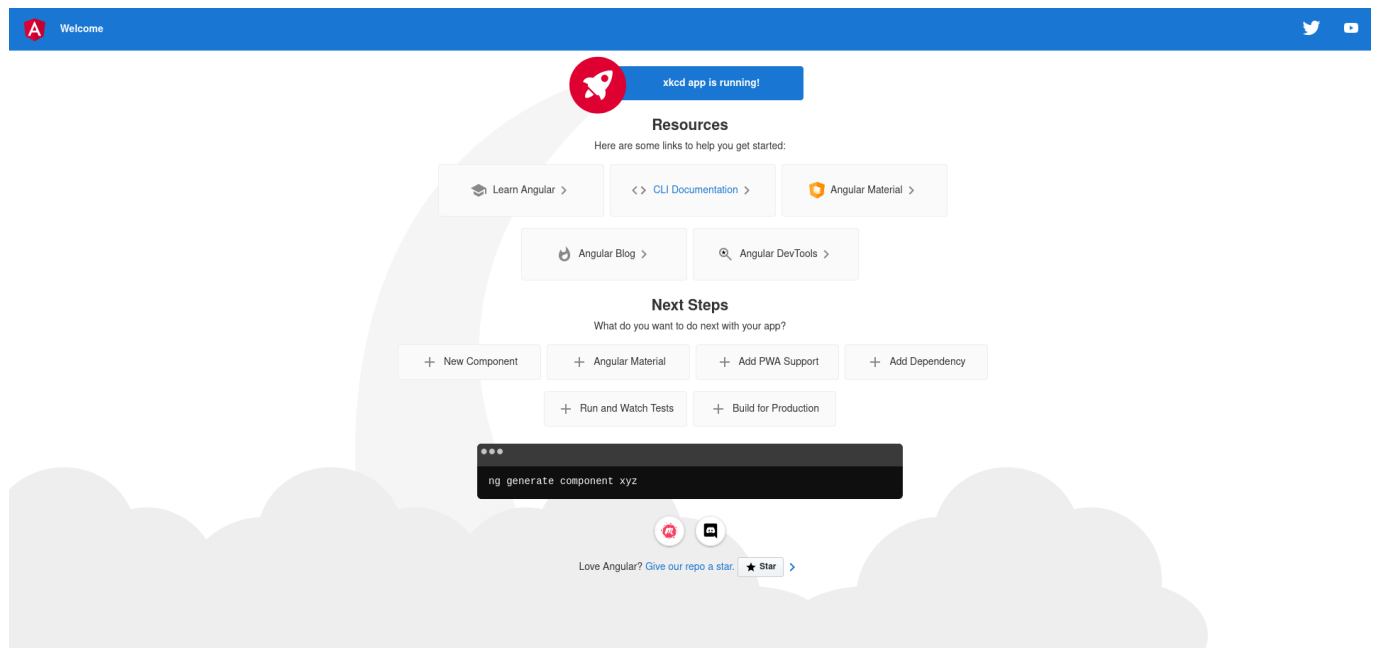 Welcome
xkcd app is running!
Resources
Here are some links to help you get started:
Learn Angular
CLI Documentation
Angular Material
Angular Blog
Angular DevTools
Next Steps
What do you want to do next with your app?
New Component
Angular Material
Add PWA Support
Add Dependency
Run and Watch Tests
Build for Production
ng generate component xyz
Love Angular? Give our repo a star. Star